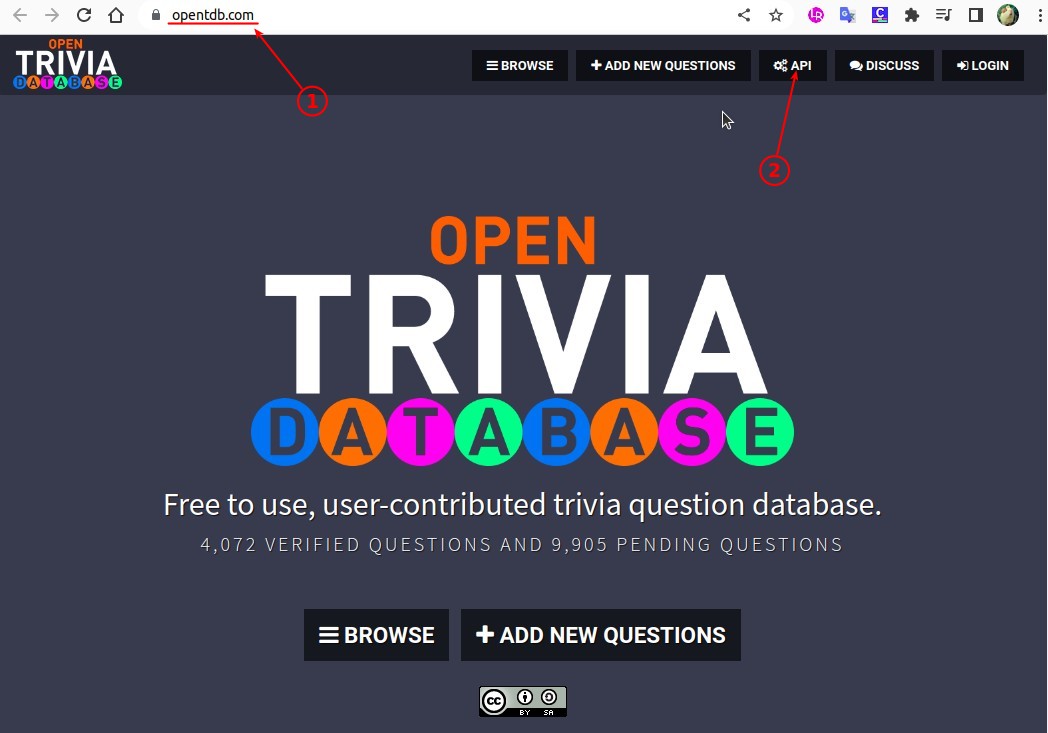 opentdb.com
OPEN
TRIVIA
DATABASE
BROWSE
ADD NEW QUESTIONS
API
DISCUSS
LOGIN
1
2
OPEN
TRIVIA
DATABASE
Free to use, user-contributed trivia question database.
4,072 VERIFIED QUESTIONS AND 9,905 PENDING QUESTIONS
BROWSE
ADD NEW QUESTIONS
cc
BY SA